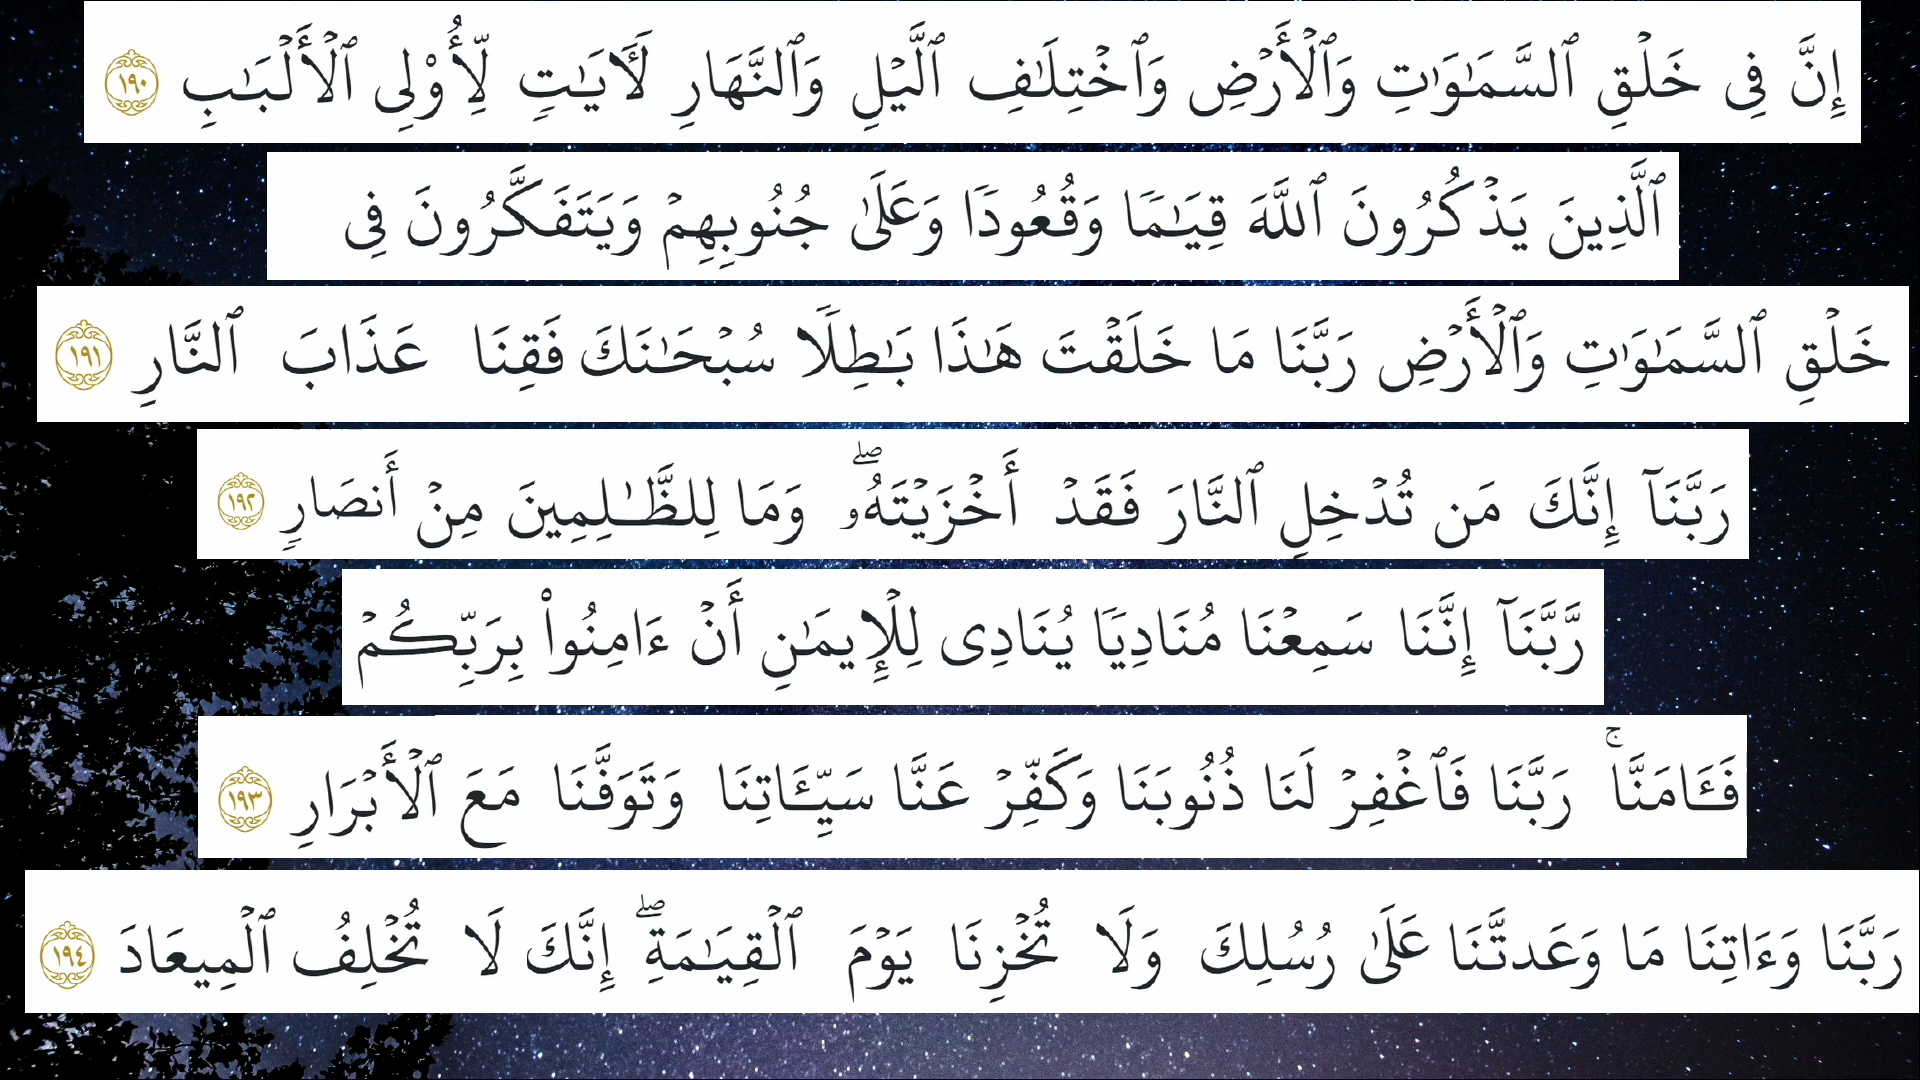 إِنَّ فِى خَلْقِ ٱلسَّمَـٰوَٰتِ وَٱلْأَرْضِ وَٱخْتِلَـٰفِ ٱلَّيْلِ وَٱلنَّهَارِ لَـَٔايَـٰتٍ لِّأُو۟لِى ٱلْأَلْبَـٰبِ ١٩٠
ٱلَّذِينَ يَذْكُرُونَ ٱللَّهَ قِيَـٰمًا وَقُعُودًا وَعَلَىٰ جُنُوبِهِمْ وَيَتَفَكَّرُونَ فِى
خَلْقِ ٱلسَّمَـٰوَٰتِ وَٱلْأَرْضِ رَبَّنَا مَا خَلَقْتَ هَـٰذَا بَـٰطِلًا سُبْحَـٰنَكَ فَقِنَا عَذَابَ ٱلنَّارِ ١٩١
رَبَّنَآ إِنَّكَ مَن تُدْخِلِ ٱلنَّارَ فَقَدْ أَخْزَيْتَهُۥ ۖ وَمَا لِلظَّـٰلِمِينَ مِنْ أَنصَارٍ ١٩٢
رَّبَّنَآ إِنَّنَا سَمِعْنَا مُنَادِيًا يُنَادِى لِلْإِيمَـٰنِ أَنْ ءَامِنُوا۟ بِرَبِّكُمْ
فَـَٔامَنَّا ۚ رَبَّنَا فَٱغْفِرْ لَنَا ذُنُوبَنَا وَكَفِّرْ عَنَّا سَيِّـَٔاتِنَا وَتَوَفَّنَا مَعَ ٱلْأَبْرَارِ ١٩٣
رَبَّنَا وَءَاتِنَا مَا وَعَدتَّنَا عَلَىٰ رُسُلِكَ وَلَا تُخْزِنَا يَوْمَ ٱلْقِيَـٰمَةِ ۖ إِنَّكَ لَا تُخْلِفُ ٱلْمِيعَادَ ١٩٤